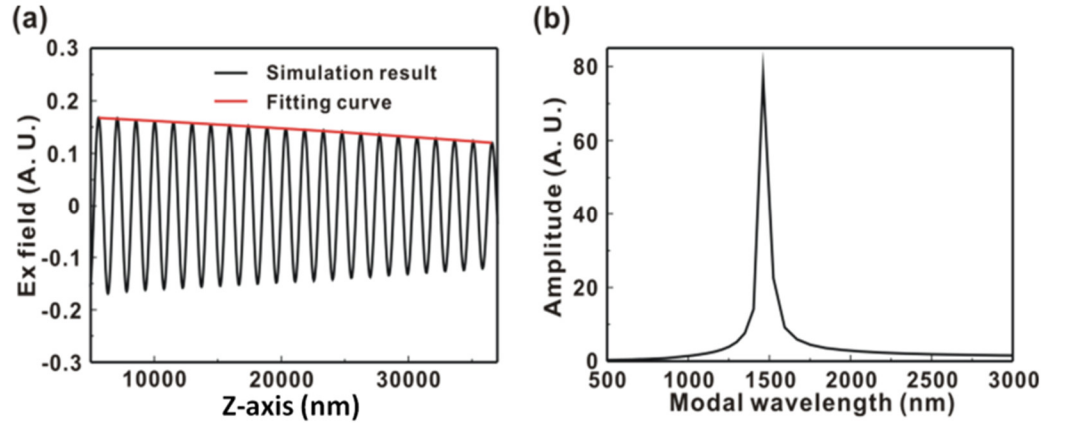 (a)
0.3
0.2
0.1
0
-0.1
-0.2
-0.3
Ex field (A. U.)
Simulation result
Fitting curve
10000 20000 30000
Z-axis (nm)
(b)
80
60
40
20
0
Amplitude (A. U.)
500 1000 1500 2000 2500 3000
Modal wavelength (nm)